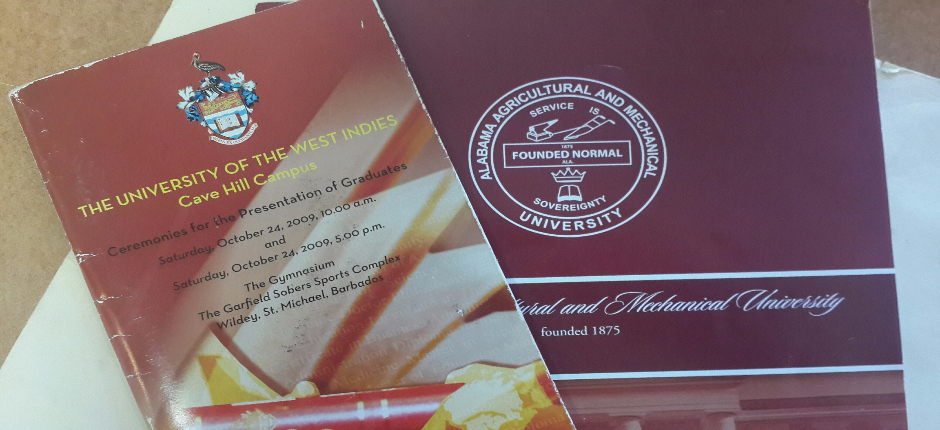 THE UNIVERSITY OF THE WEST INDIES
Cave Hill Campus
Ceremonies for the Presentation of Graduates
Saturday, October 24, 2009, 10.00 a.m.
and
Saturday, October 24, 2009, 5.00 p.m.
The Gymnasium
The Garfield Sobers Sports Complex
Wildey, St. Michael, Barbados
ALABAMA AGRICULTURAL AND MECHANICAL
UNIVERSITY
SERVICE IS
1875
FOUNDED NORMAL
ALA.
SOVEREIGNTY
ural and Mechanical University
founded 1875